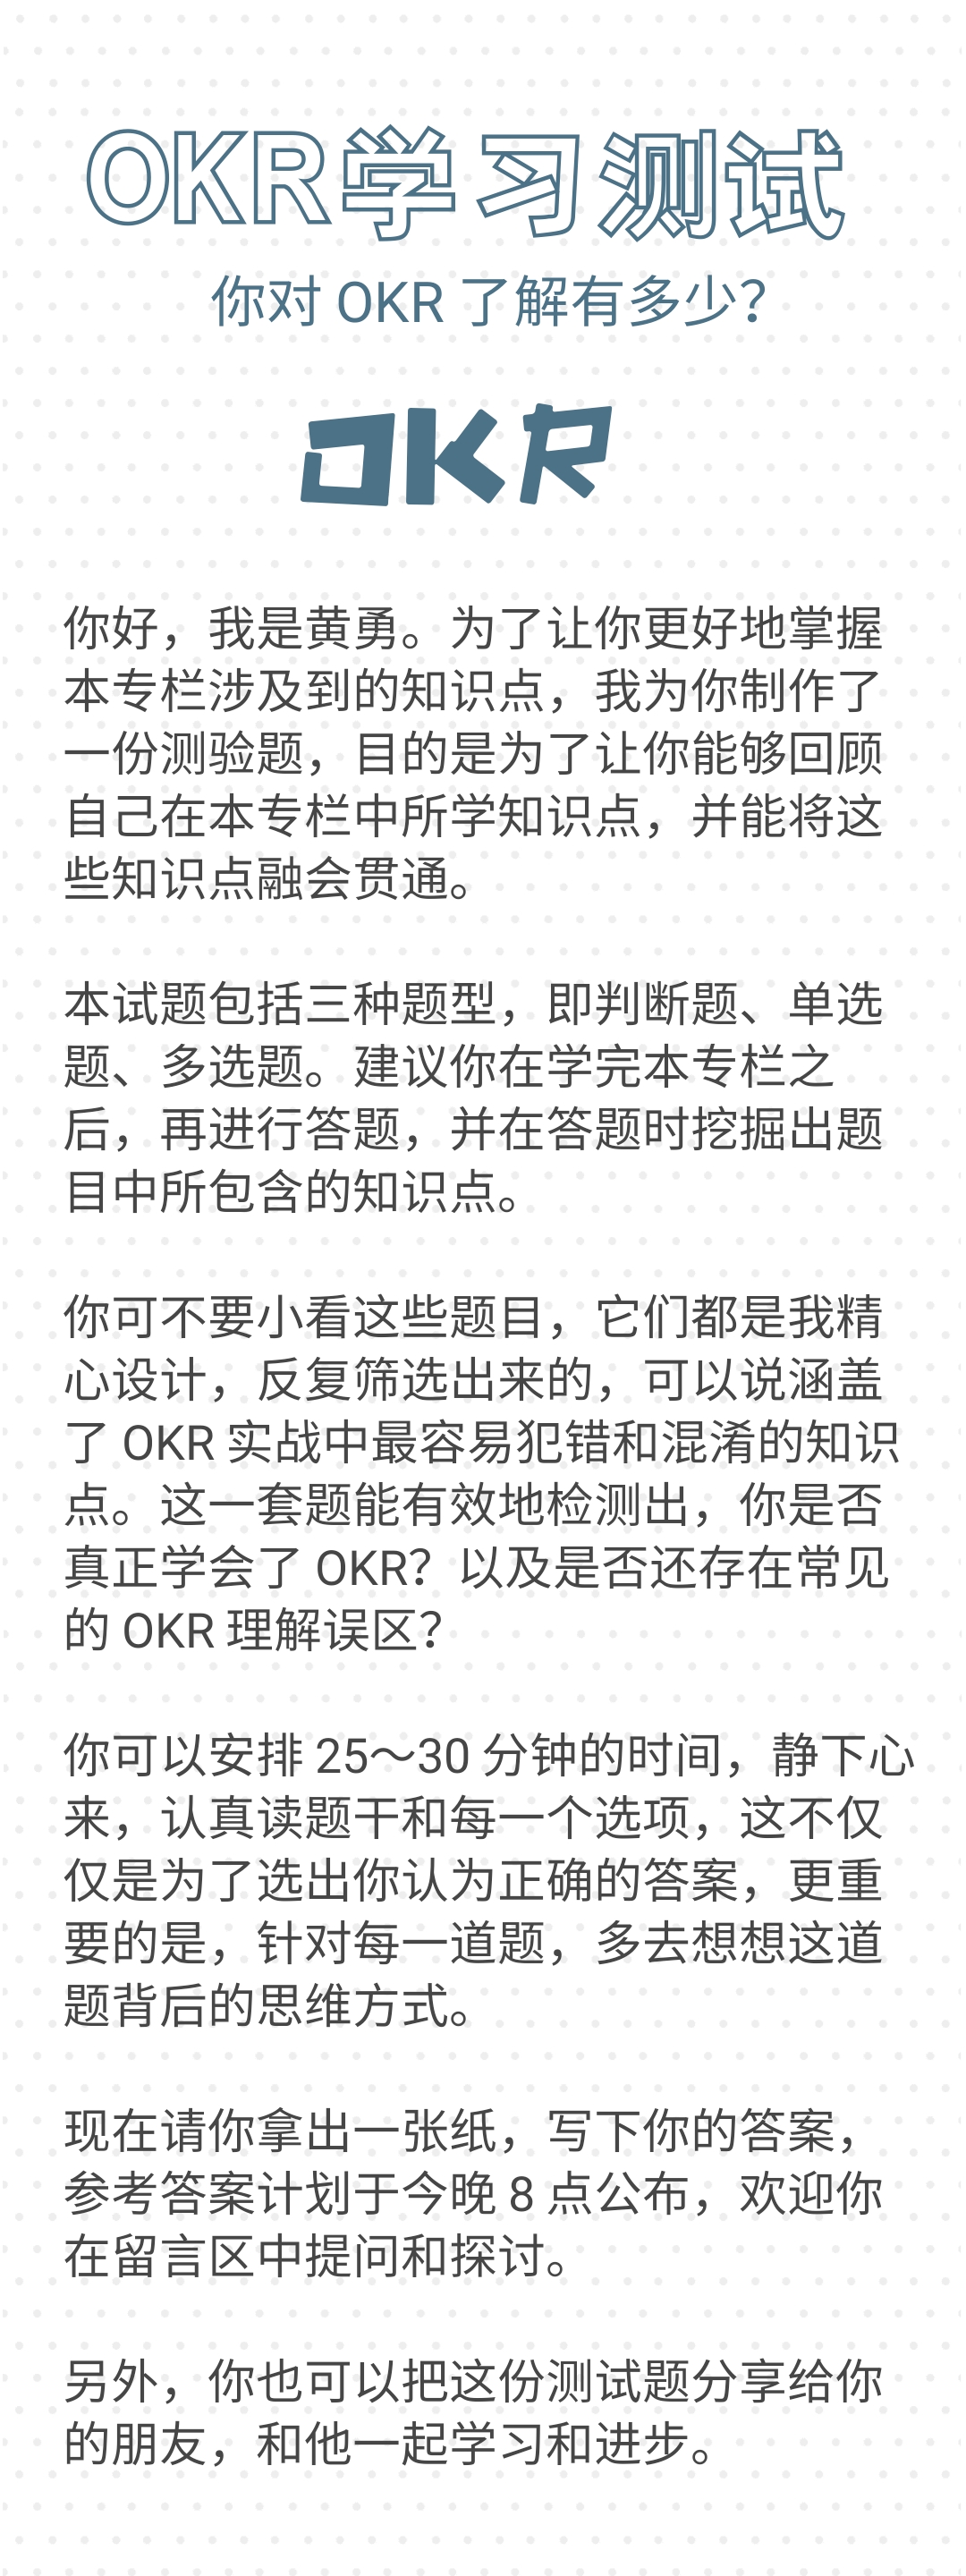 OKR学习测试
你对 OKR 了解有多少？
OKR
你好，我是黄勇。为了让你更好地掌握
本专栏涉及到的知识点，我为你制作了
一份测验题，目的是为了让你能够回顾
自己在本专栏中所学知识点，并能将这
些知识点融会贯通。
本试题包括三种题型，即判断题、单选
题、多选题。建议你在学完本专栏之
后，再进行答题，并在答题时挖掘出题
目中所包含的知识点。
你可不要小看这些题目，它们都是我精
心设计，反复筛选出来的，可以说涵盖
了 OKR 实战中最容易犯错和混淆的知识
点。这一套题能有效地检测出，你是否
真正学会了 OKR？以及是否还存在常见
的 OKR 理解误区？
你可以安排 25～30 分钟的时间，静下心
来，认真读题干和每一个选项，这不仅
仅是为了选出你认为正确的答案，更重
要的是，针对每一道题，多去想想这道
题背后的思维方式。
现在请你拿出一张纸，写下你的答案，
参考答案计划于今晚 8 点公布，欢迎你
在留言区中提问和探讨。
另外，你也可以把这份测试题分享给你
的朋友，和他一起学习和进步。